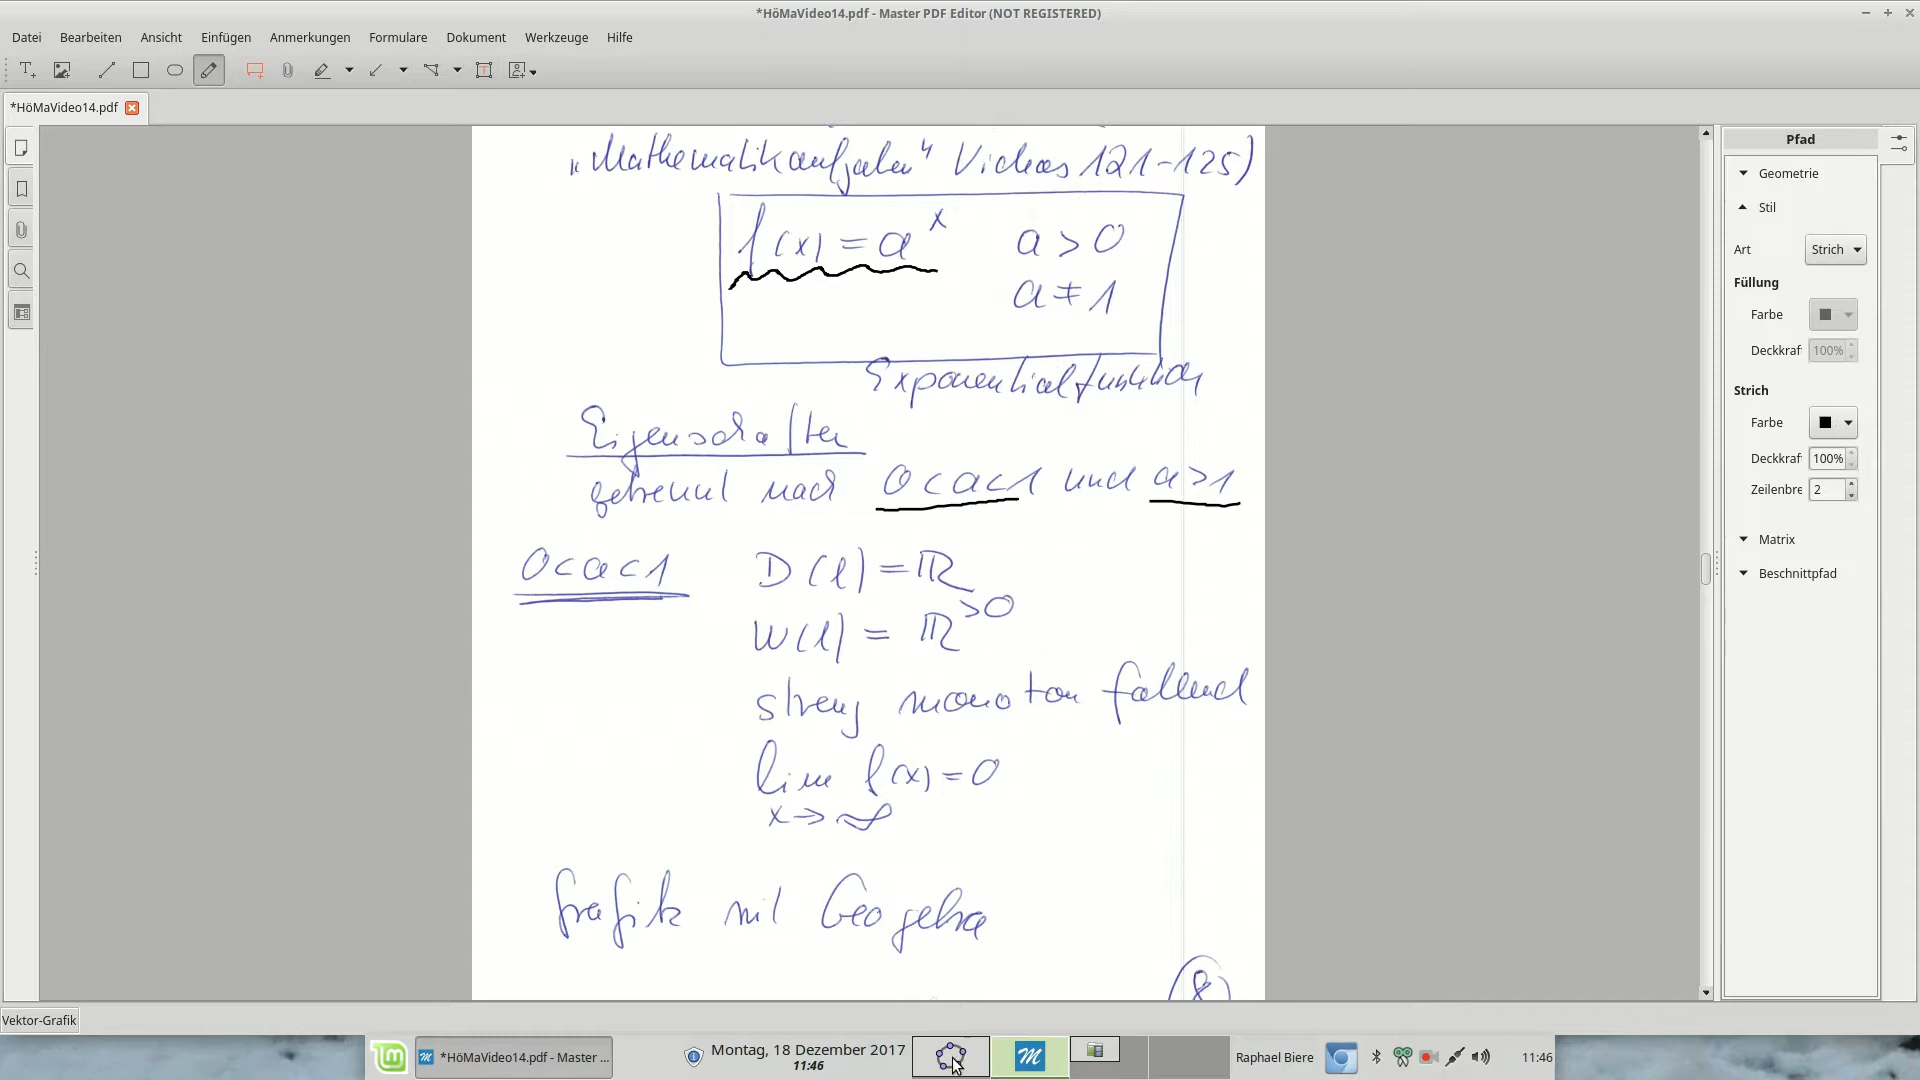 *HöMaVideo14.pdf - Master PDF Editor (NOT REGISTERED)
Datei Bearbeiten Ansicht Einfügen Anmerkungen Formulare Dokument Werkzeuge Hilfe
*HöMaVideo14.pdf
„Mathematikaufgaben“ Videos 121-125)
f(x) = a^x a > 0
a ≠ 1
Exponentialfunktion
Eigenschaften
getrennt nach 0<a<1 und a>1
0<a<1 D(f) = ℝ
W(f) = ℝ^>0
streng monoton fallend
lim f(x) = 0
x→∞
Grafik mit Geogebra
8
Pfad
Geometrie
Stil
Art Strich
Füllung
Farbe
Deckkraf 100%
Strich
Farbe
Deckkraf 100%
Zeilenbre 2
Matrix
Beschnittpfad
Vektor-Grafik
*HöMaVideo14.pdf - Master ...
Montag, 18 Dezember 2017
11:46
Raphael Biere
11:46